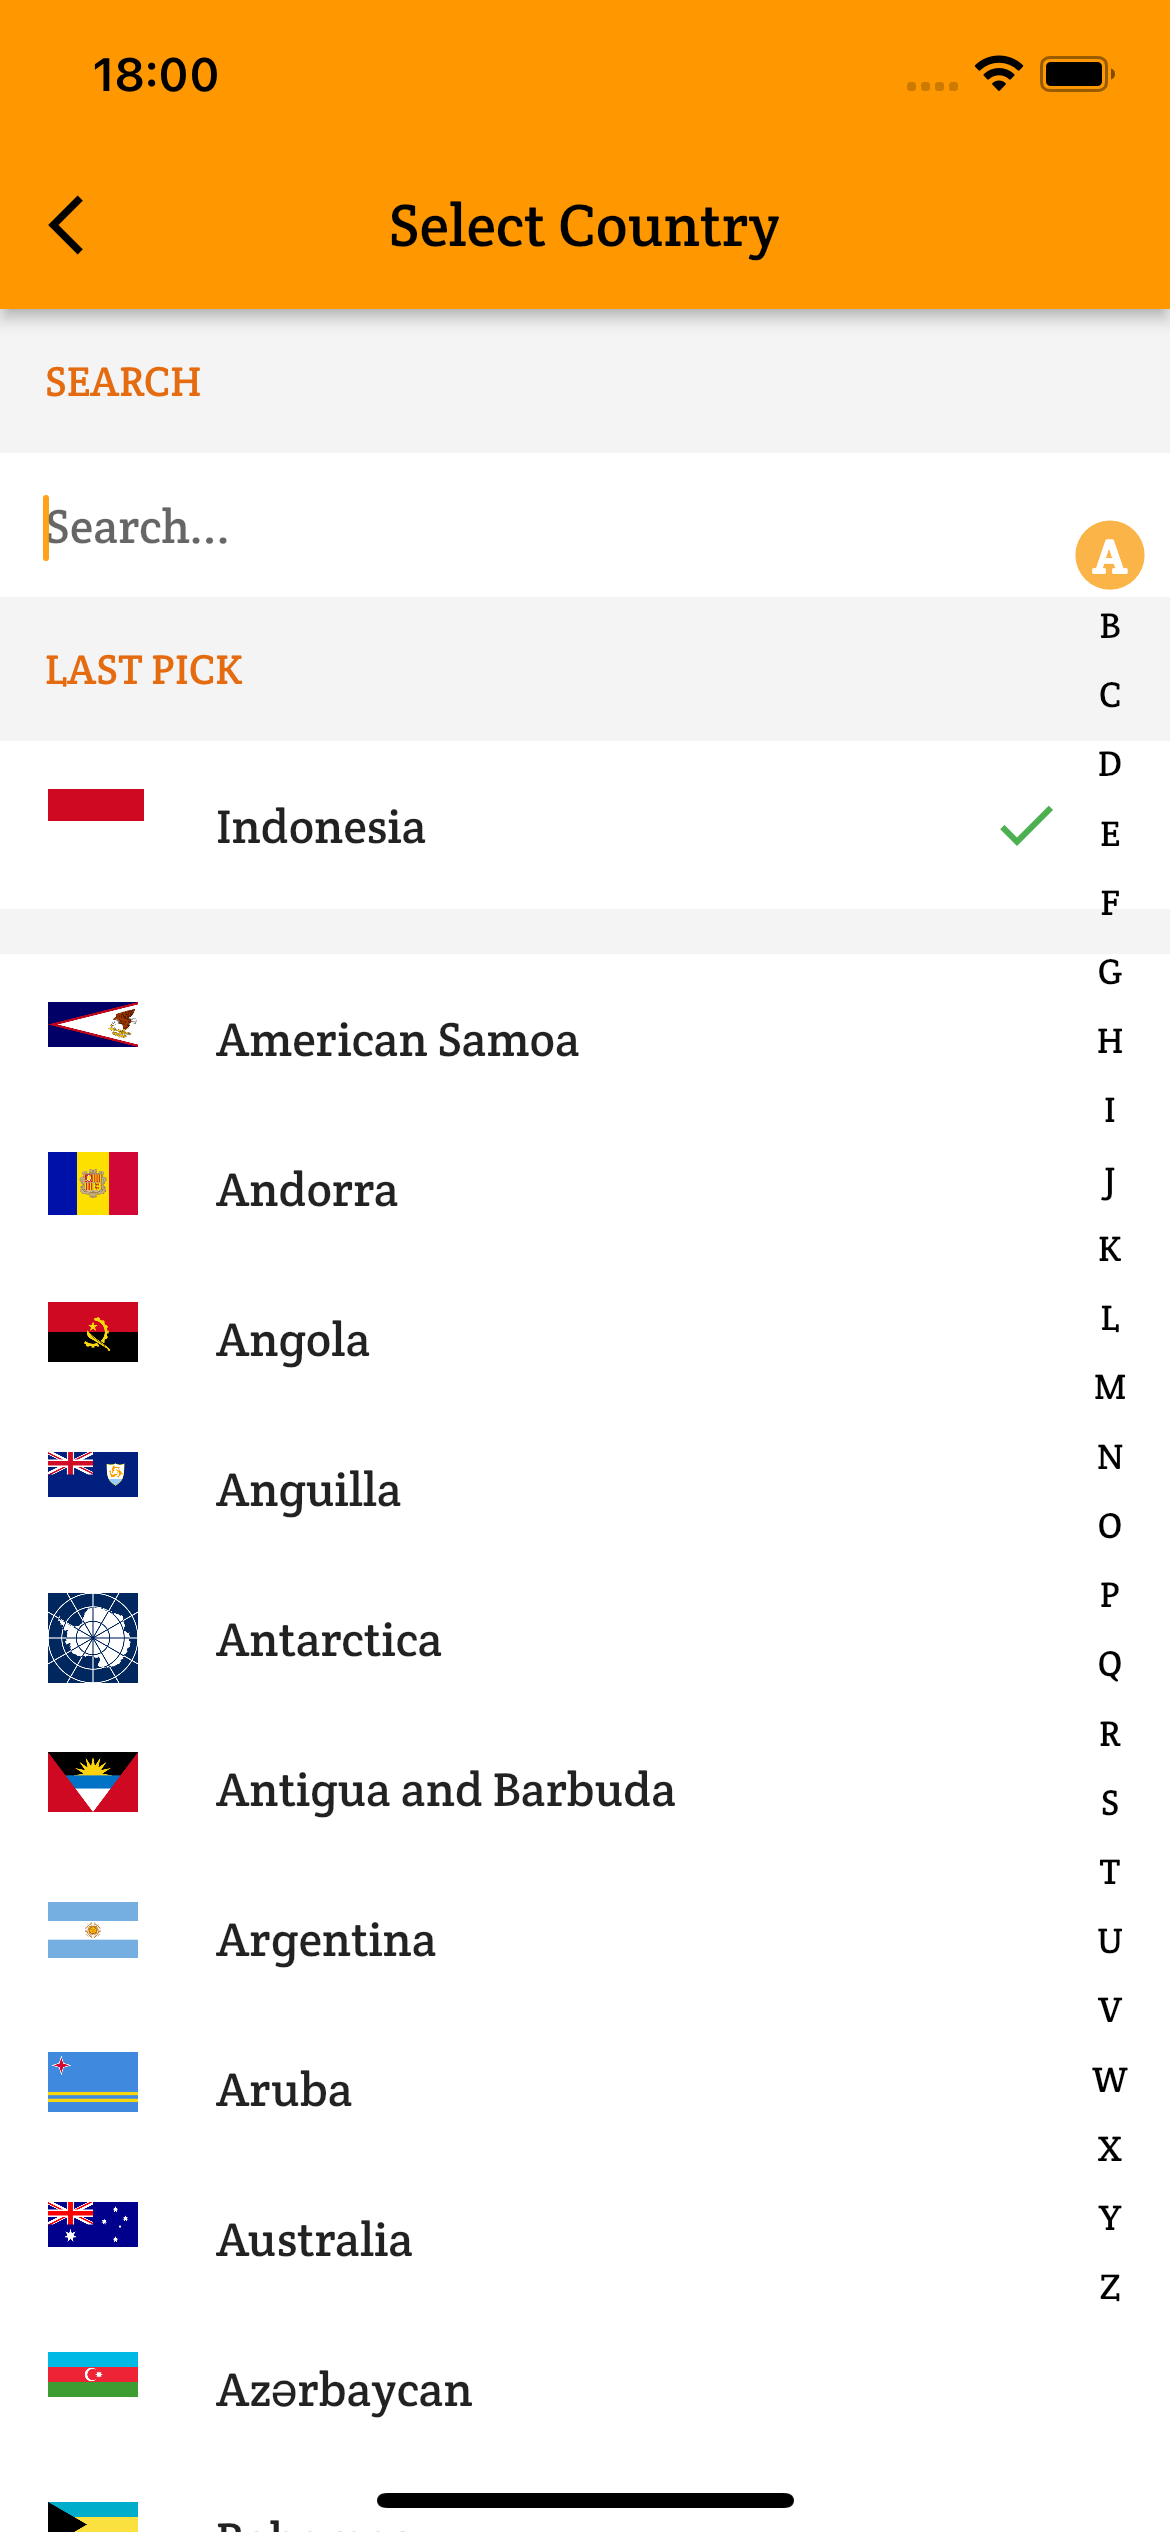 18:00
Select Country
SEARCH
Search...
LAST PICK
Indonesia
American Samoa
Andorra
Angola
Anguilla
Antarctica
Antigua and Barbuda
Argentina
Aruba
Australia
Azərbaycan
A
B
C
D
E
F
G
H
I
J
K
L
M
N
O
P
Q
R
S
T
U
V
W
X
Y
Z